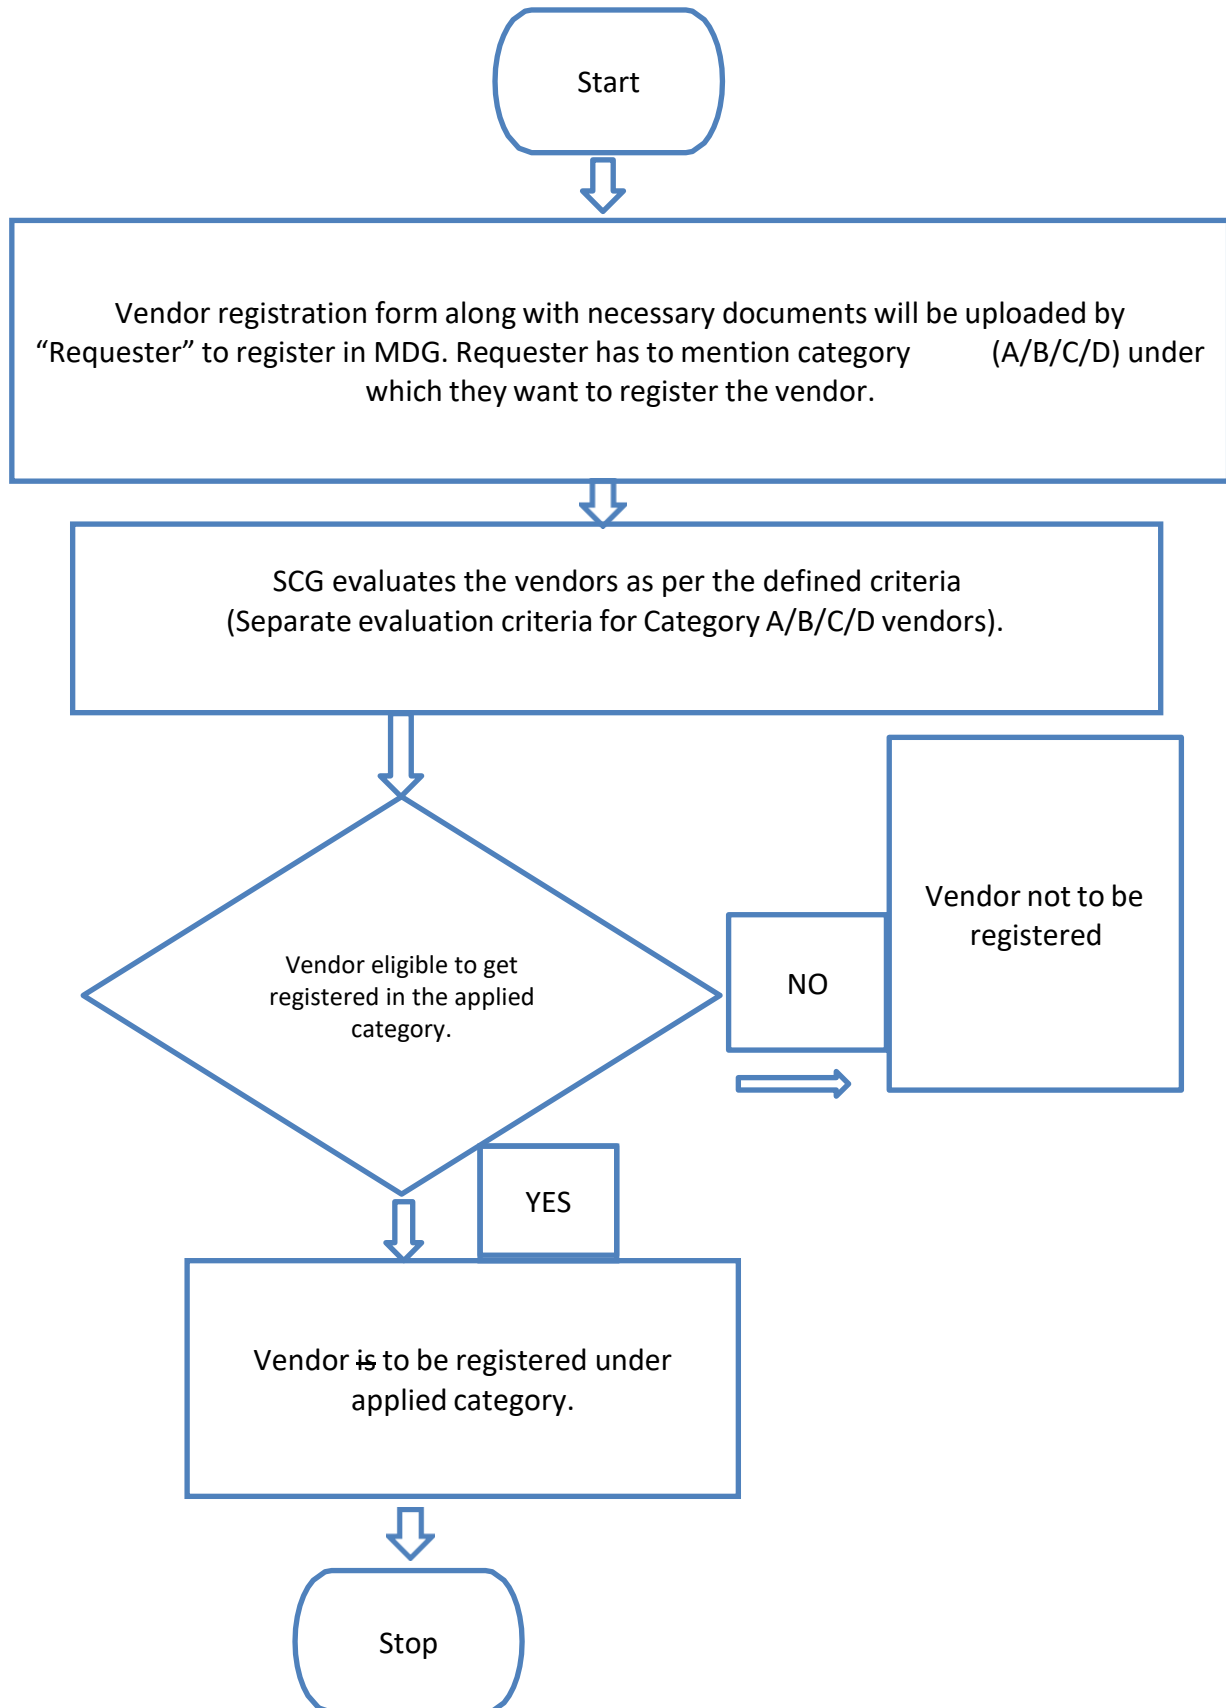 Start
Vendor registration form along with necessary documents will be uploaded by
“Requester” to register in MDG. Requester has to mention category (A/B/C/D) under
which they want to register the vendor.
SCG evaluates the vendors as per the defined criteria
(Separate evaluation criteria for Category A/B/C/D vendors).
Vendor eligible to get
registered in the applied
category.
NO
Vendor not to be
registered
YES
Vendor is to be registered under
applied category.
Stop